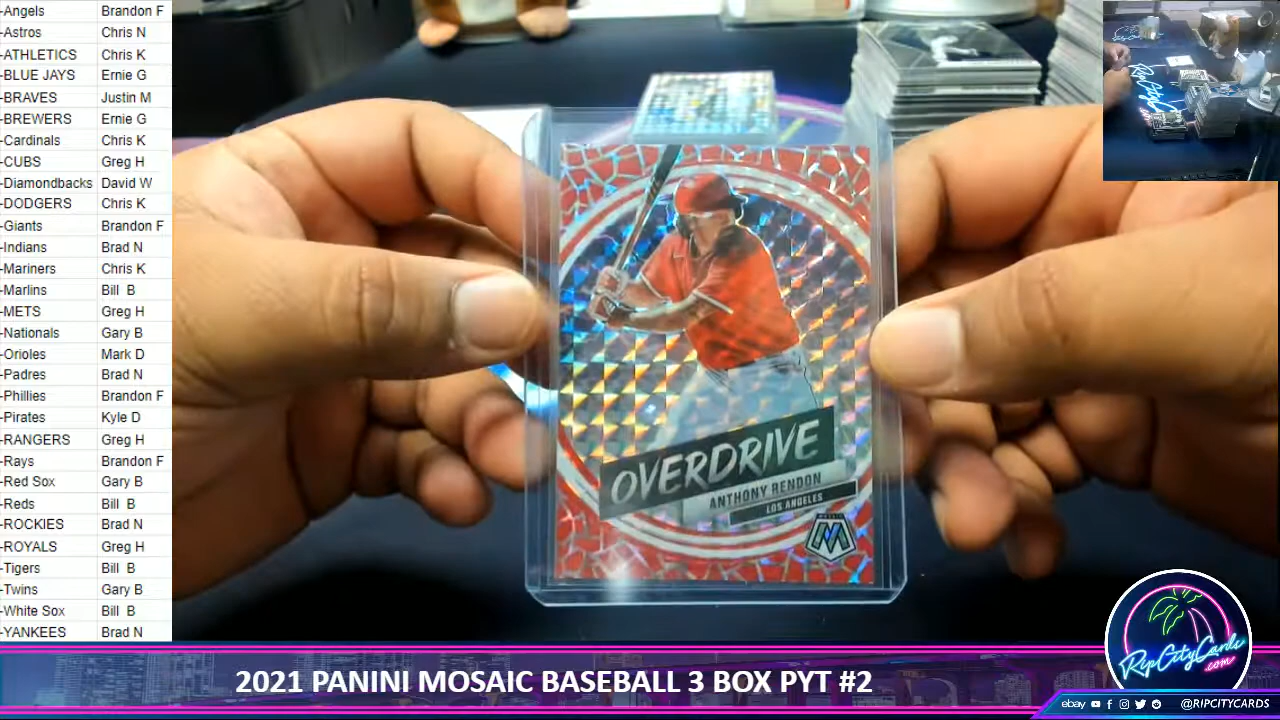 -Angels Brandon F
-Astros Chris N
-ATHLETICS Chris K
-BLUE JAYS Ernie G
-BRAVES Justin M
-BREWERS Ernie G
-Cardinals Chris K
-CUBS Greg H
-Diamondbacks David W
-DODGERS Chris K
-Giants Brandon F
-Indians Brad N
-Mariners Chris K
-Marlins Bill B
-METS Greg H
-Nationals Gary B
-Orioles Mark D
-Padres Brad N
-Phillies Brandon F
-Pirates Kyle D
-RANGERS Greg H
-Rays Brandon F
-Red Sox Gary B
-Reds Bill B
-ROCKIES Brad N
-ROYALS Greg H
-Tigers Bill B
-Twins Gary B
-White Sox Bill B
-YANKEES Brad N
OVERDRIVE
ANTHONY RENDON
LOS ANGELES
MOSAIC
M
2021 PANINI MOSAIC BASEBALL 3 BOX PYT #2
RipCityCards
.com
ebay @RIPCITYCARDS